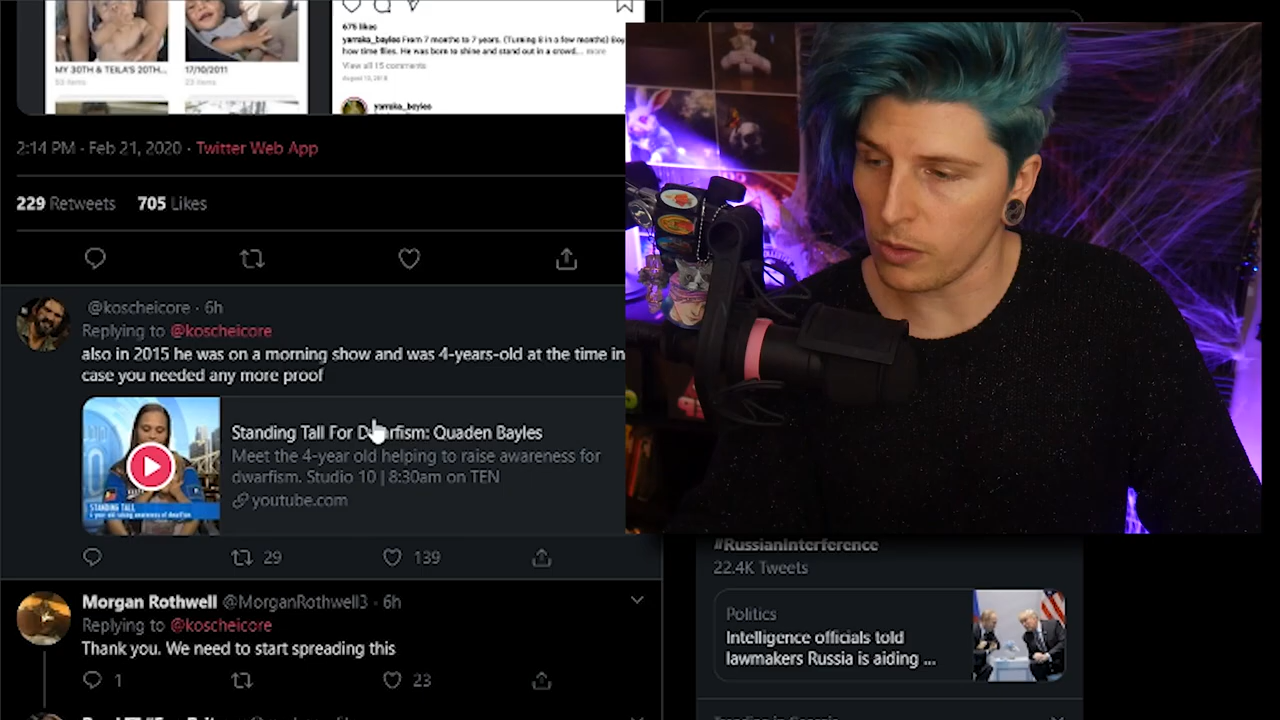 MY 30TH & TEILA'S 20TH...
17/10/2011
675 likes
yarraka_bayles From 7 months to 7 years. (Turning 8 in a few months) Boy
how time flies. He was born to shine and stand out in a crowd... more
View all 15 comments
August 13, 2018
yarraka_bayles
2:14 PM · Feb 21, 2020 · Twitter Web App
229 Retweets 705 Likes
@koscheicore · 6h
Replying to @koscheicore
also in 2015 he was on a morning show and was 4-years-old at the time in
case you needed any more proof
Standing Tall For Dwarfism: Quaden Bayles
Meet the 4-year old helping to raise awareness for
dwarfism. Studio 10 | 8:30am on TEN
youtube.com
STANDING TALL
29 139
Morgan Rothwell @MorganRothwell3 · 6h
Replying to @koscheicore
Thank you. We need to start spreading this
1 23
#RussianInterference
22.4K Tweets
Politics
Intelligence officials told
lawmakers Russia is aiding ...